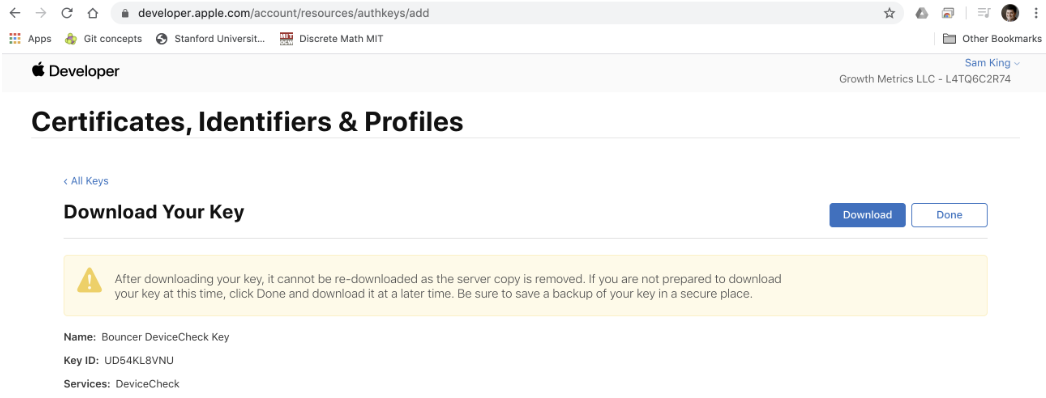 developer.apple.com/account/resources/authkeys/add
Apps Git concepts Stanford Universit... Discrete Math MIT Other Bookmarks
Developer
Sam King
Growth Metrics LLC - L4TQ6C2R74
Certificates, Identifiers & Profiles
‹ All Keys
Download Your Key
Download Done
After downloading your key, it cannot be re-downloaded as the server copy is removed. If you are not prepared to download
your key at this time, click Done and download it at a later time. Be sure to save a backup of your key in a secure place.
Name: Bouncer DeviceCheck Key
Key ID: UD54KL8VNU
Services: DeviceCheck